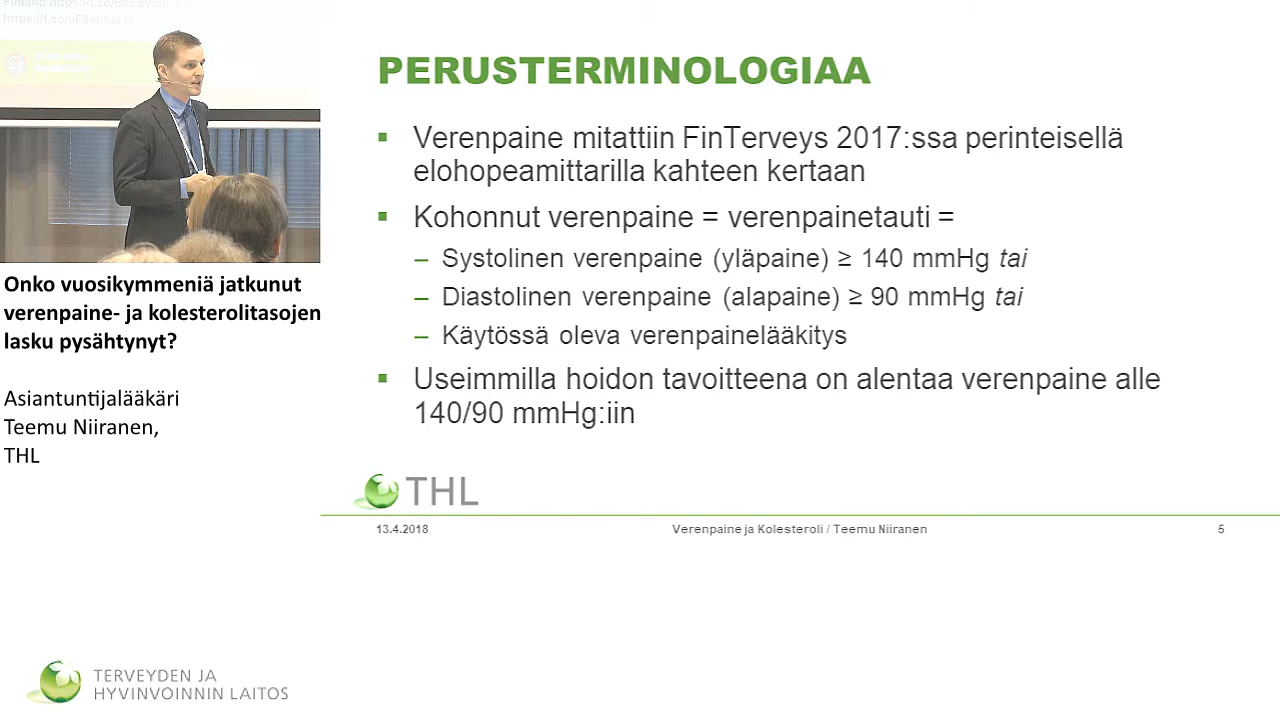 PERUSTERMINOLOGIAA
Verenpaine mitattiin FinTerveys 2017:ssa perinteisellä
elohopeamittarilla kahteen kertaan
Kohonnut verenpaine = verenpainetauti =
– Systolinen verenpaine (yläpaine) ≥ 140 mmHg tai
– Diastolinen verenpaine (alapaine) ≥ 90 mmHg tai
– Käytössä oleva verenpainelääkitys
Useimmilla hoidon tavoitteena on alentaa verenpaine alle
140/90 mmHg:iin
THL
13.4.2018
Verenpaine ja Kolesteroli / Teemu Niiranen
5
Onko vuosikymmeniä jatkunut
verenpaine- ja kolesterolitasojen
lasku pysähtynyt?
Asiantuntijalääkäri
Teemu Niiranen,
THL
TERVEYDEN JA
HYVINVOINNIN LAITOS